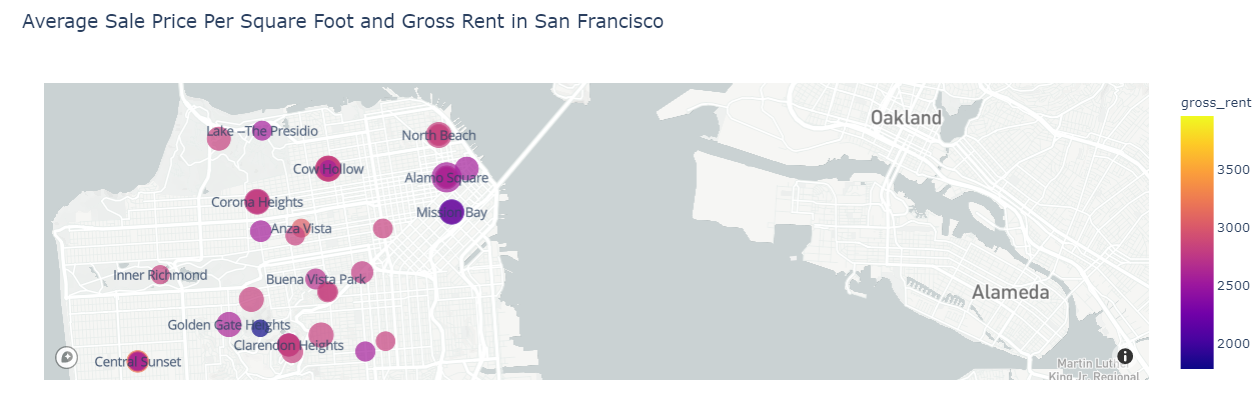 Average Sale Price Per Square Foot and Gross Rent in San Francisco
gross_rent
3500
3000
2500
2000
Oakland
Alameda
Martin Luther
King Jr. Regional
Lake –The Presidio
North Beach
Cow Hollow
Alamo Square
Corona Heights
Mission Bay
Anza Vista
Inner Richmond
Buena Vista Park
Golden Gate Heights
Clarendon Heights
Central Sunset